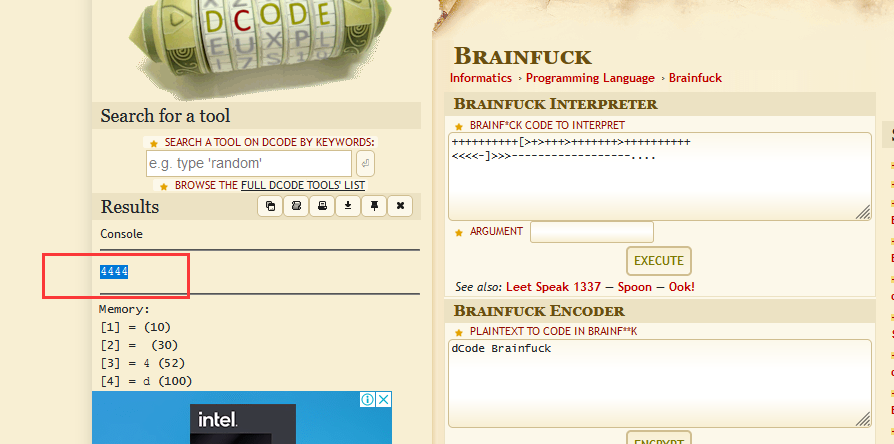 DCODE
Search for a tool
SEARCH A TOOL ON DCODE BY KEYWORDS:
e.g. type 'random'
BROWSE THE FULL DCODE TOOLS' LIST
Results
Console
4444
Memory:
[1] = (10)
[2] = (30)
[3] = 4 (52)
[4] = d (100)
intel.
BRAINFUCK
Informatics › Programming Language › Brainfuck
BRAINFUCK INTERPRETER
BRAINF*CK CODE TO INTERPRET
++++++++++[>+>+++>+++++++>++++++++++
<<<<-]>>>------------------....
ARGUMENT
EXECUTE
See also: Leet Speak 1337 — Spoon — Ook!
BRAINFUCK ENCODER
PLAINTEXT TO CODE IN BRAINF**K
dCode Brainfuck
ENCRYPT